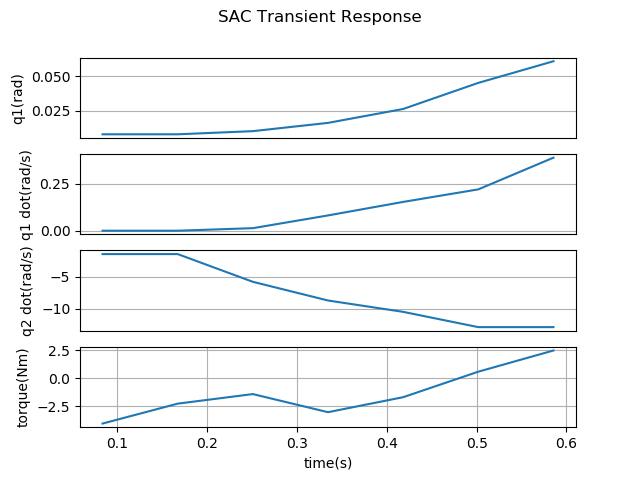 SAC Transient Response
q1(rad)
0.050
0.025
q1 dot(rad/s)
0.25
0.00
q2 dot(rad/s)
−5
−10
torque(Nm)
2.5
0.0
−2.5
0.1 0.2 0.3 0.4 0.5 0.6
time(s)